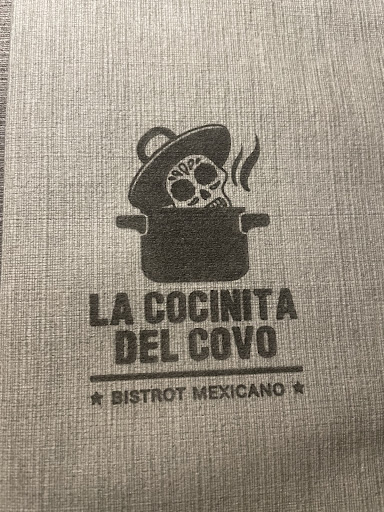 LA COCINITA
DEL COVO
★ BISTROT MEXICANO ★